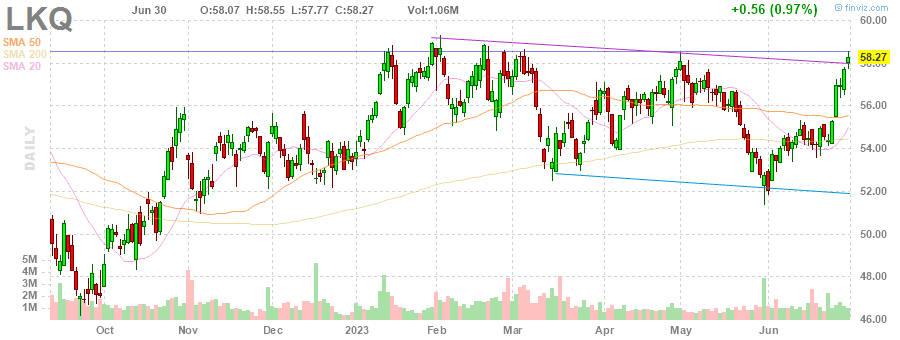 LKQ
Jun 30 O:58.07 H:58.55 L:57.77 C:58.27 Vol:1.06M +0.56 (0.97%)
© finviz.com
SMA 50
SMA 200
SMA 20
DAILY
60.00
58.27
58.00
56.00
54.00
52.00
50.00
48.00
46.00
5M
4M
3M
2M
1M
Oct Nov Dec 2023 Feb Mar Apr May Jun